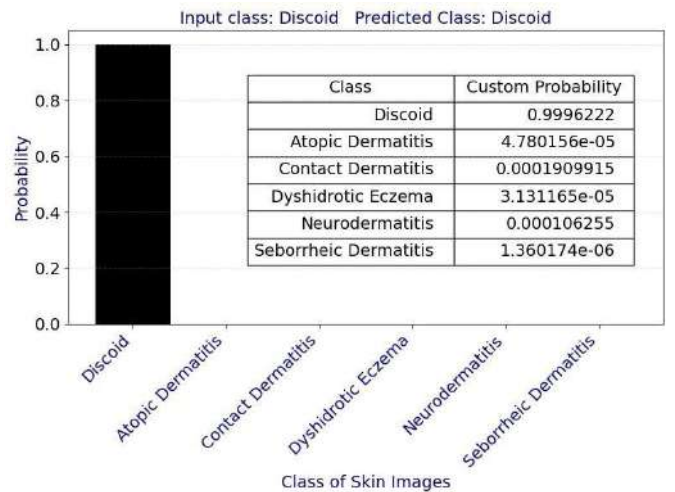 Input class: Discoid Predicted Class: Discoid
Probability
1.0
0.8
0.6
0.4
0.2
0.0
Class Custom Probability
Discoid 0.9996222
Atopic Dermatitis 4.780156e-05
Contact Dermatitis 0.0001909915
Dyshidrotic Eczema 3.131165e-05
Neurodermatitis 0.000106255
Seborrheic Dermatitis 1.360174e-06
Discoid
Atopic Dermatitis
Contact Dermatitis
Dyshidrotic Eczema
Neurodermatitis
Seborrheic Dermatitis
Class of Skin Images